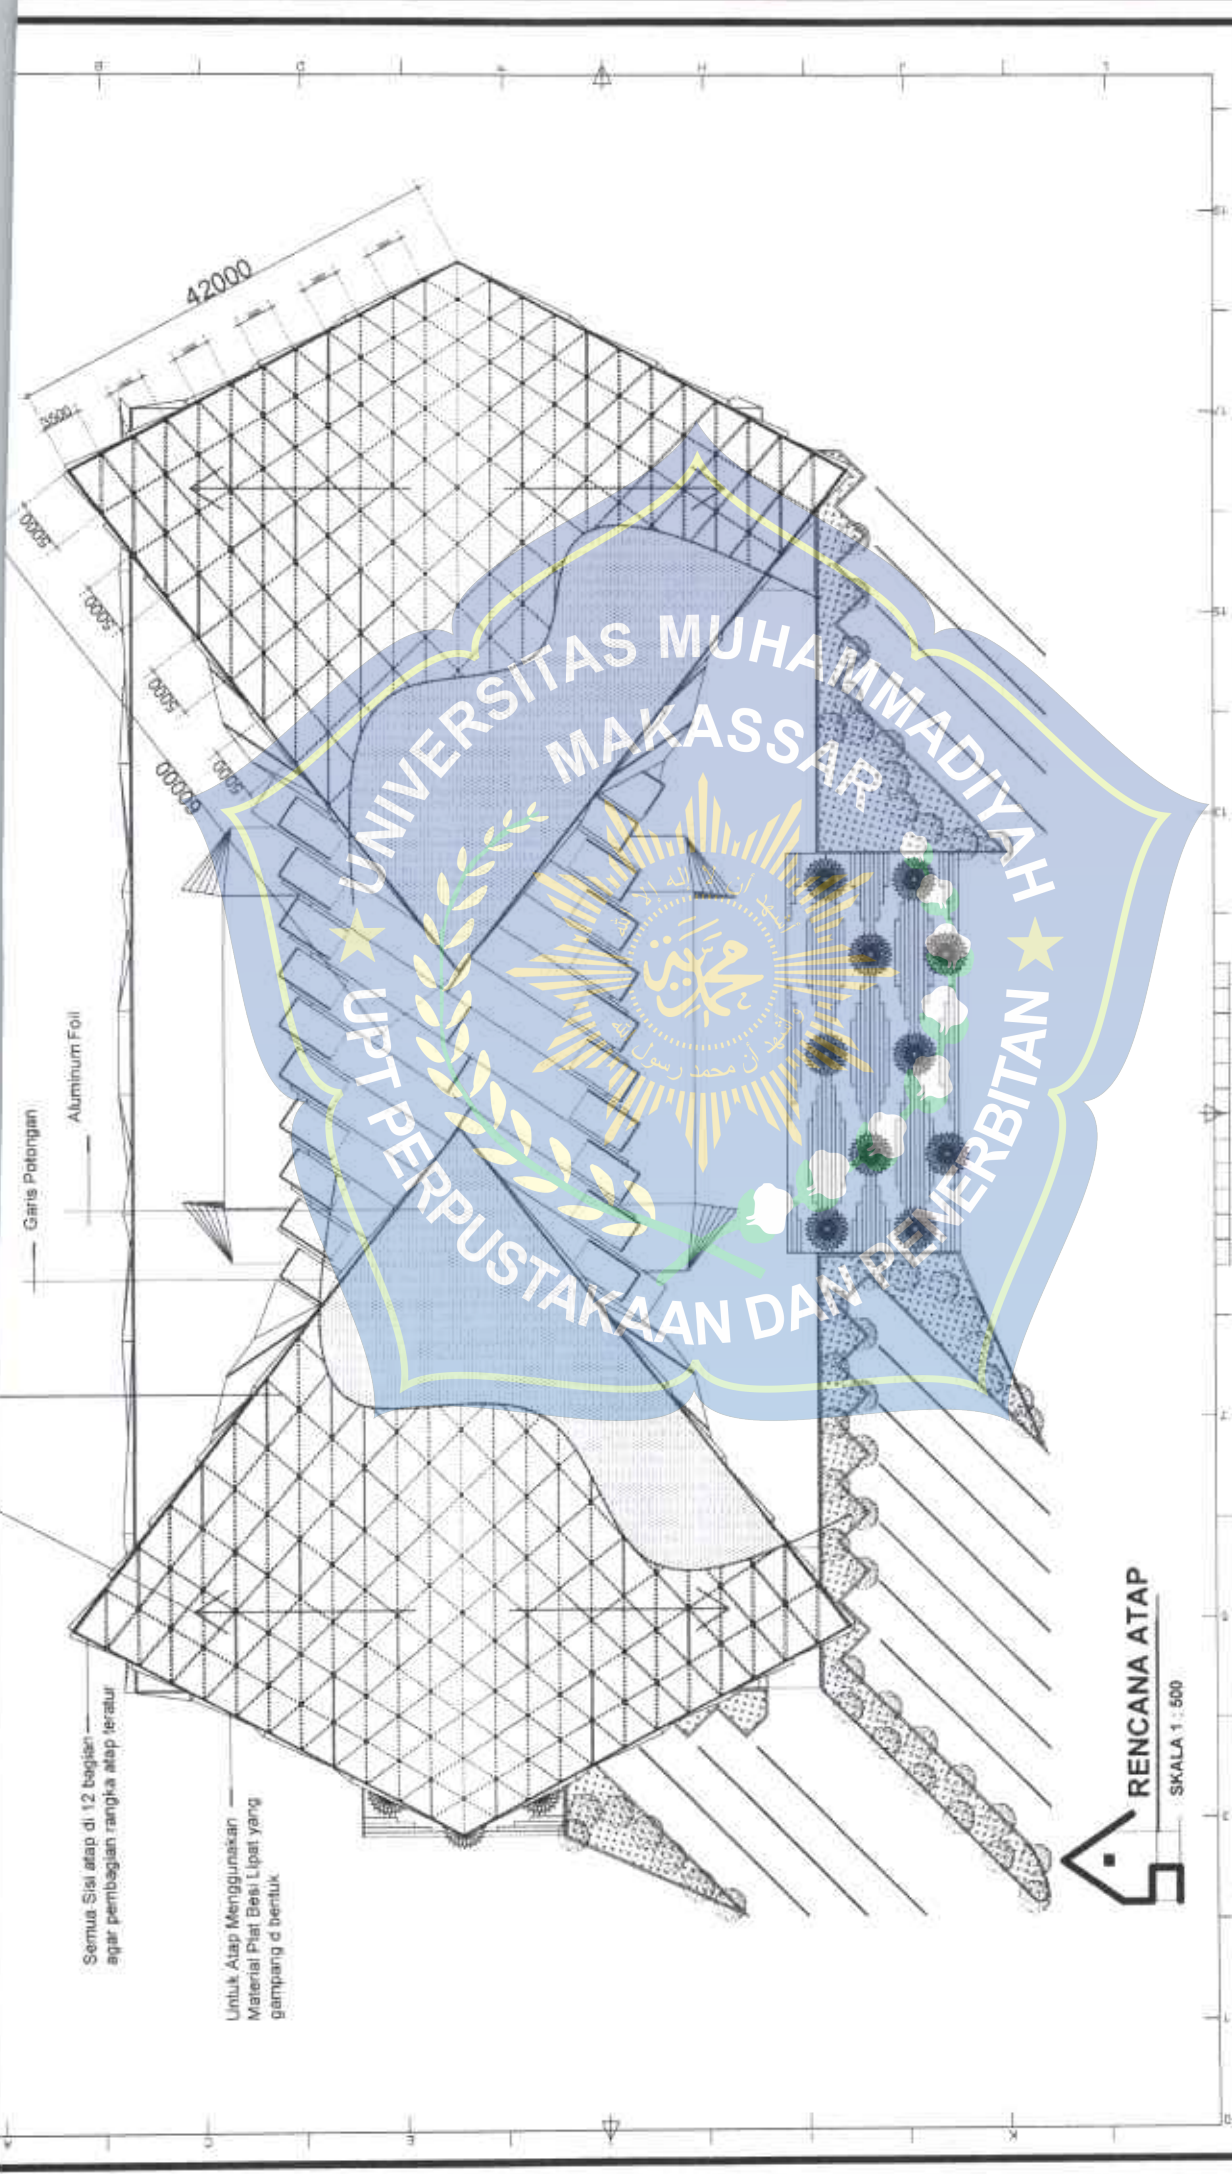 Garis Potongan
Aluminum Foil
Semua Sisi atap di 12 bagian
agar pembagian rangka atap teratur
Untuk Atap Menggunakan
Material Plat Besi Lipat yang
gampang d bentuk
42000
3500
5000
5000
5000
5000
60000
UNIVERSITAS MUHAMMADIYAH
MAKASSAR
UPT PERPUSTAKAAN DAN PENERBITAN
محمد
RENCANA ATAP
SKALA 1 : 500